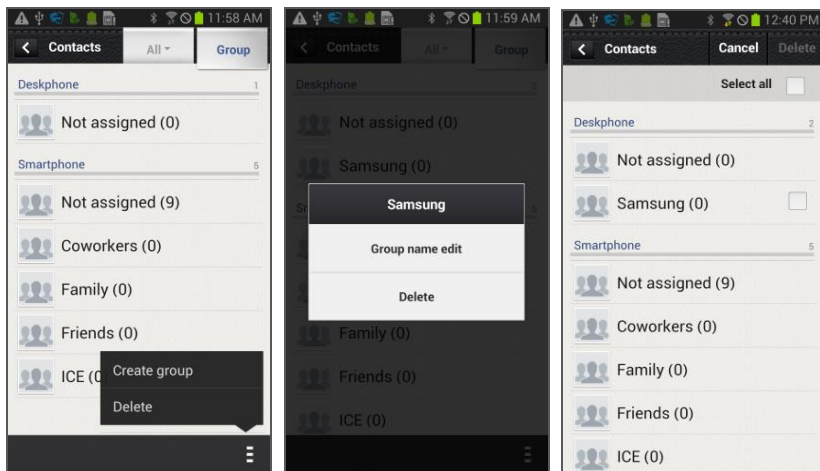 11:58 AM
Contacts All Group
Deskphone 1
Not assigned (0)
Smartphone 5
Not assigned (9)
Coworkers (0)
Family (0)
Friends (0)
ICE (0
Create group
Delete
11:59 AM
Contacts All Group
Deskphone 2
Not assigned (0)
Samsung (0)
Sr 5
Samsung
Group name edit
Delete
Family (0)
Friends (0)
ICE (0)
12:40 PM
Contacts Cancel Delete
Select all
Deskphone 2
Not assigned (0)
Samsung (0)
Smartphone 5
Not assigned (9)
Coworkers (0)
Family (0)
Friends (0)
ICE (0)